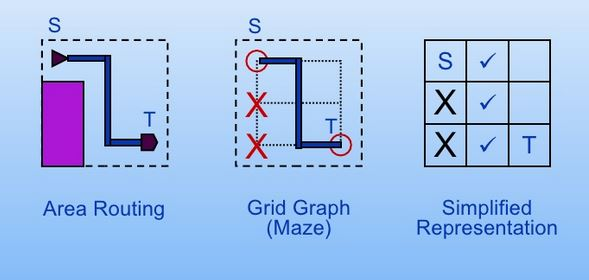 S
T
Area Routing
S
X
T
X
Grid Graph
(Maze)
S ✓
X ✓
X ✓ T
Simplified
Representation